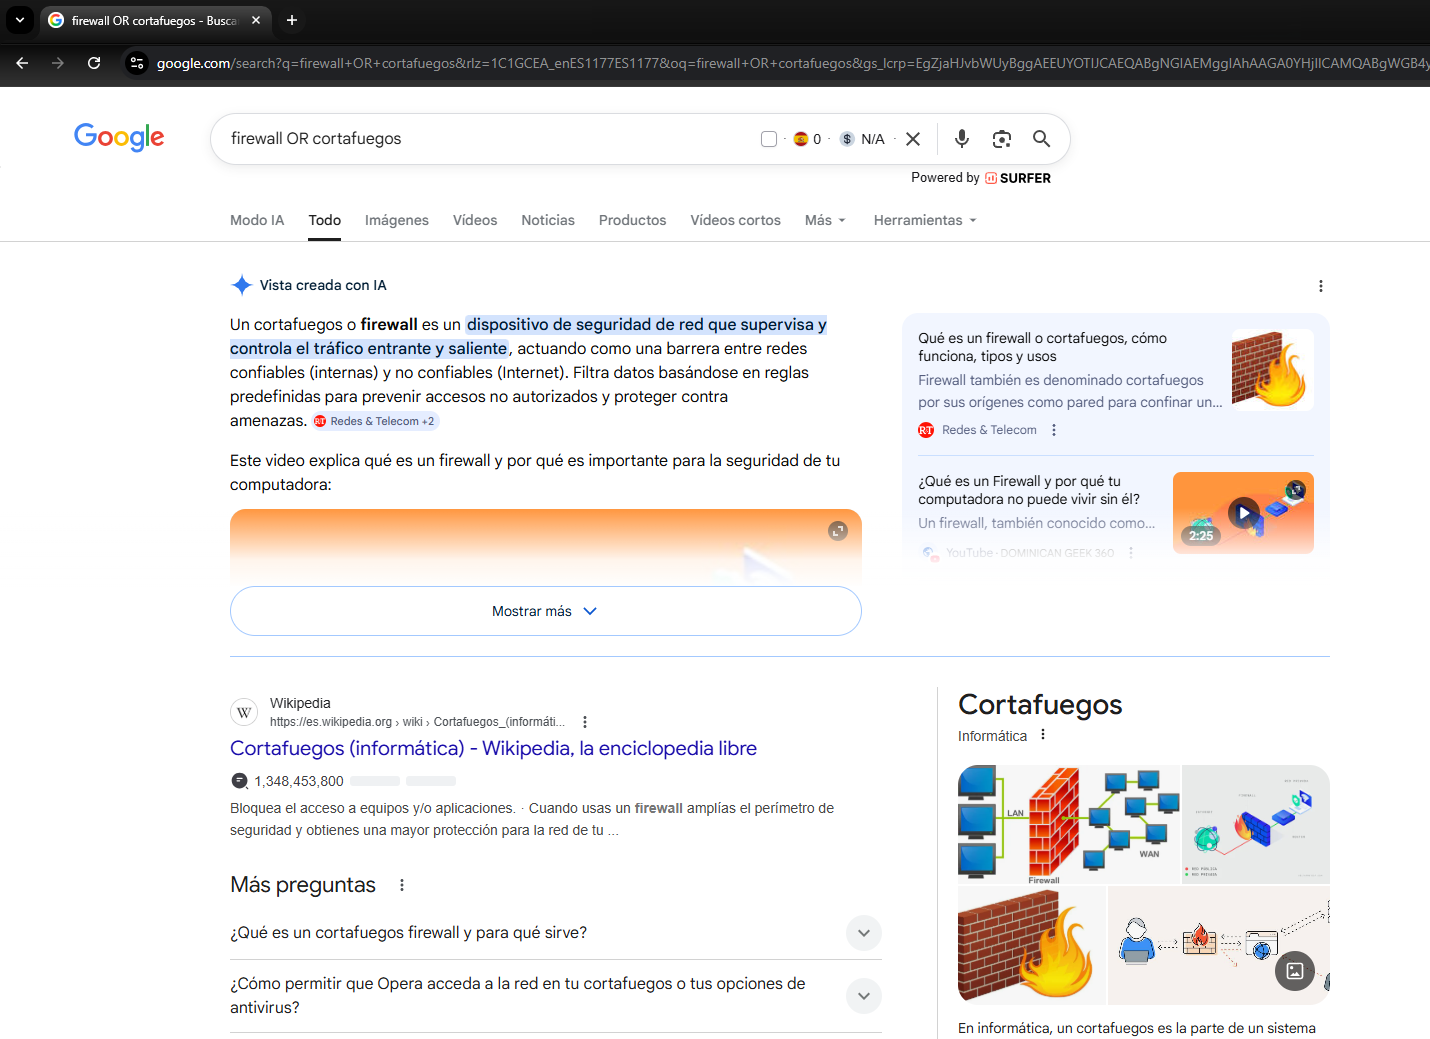 firewall OR cortafuegos - Busca
google.com/search?q=firewall+OR+cortafuegos&rlz=1C1GCEA_enES1177ES1177&oq=firewall+OR+cortafuegos&gs_lcrp=
Google
firewall OR cortafuegos
0 · N/A ·
Powered by SURFER
Modo IA Todo Imágenes Vídeos Noticias Productos Vídeos cortos Más Herramientas
Vista creada con IA
Un cortafuegos o firewall es un dispositivo de seguridad de red que supervisa y
controla el tráfico entrante y saliente, actuando como una barrera entre redes
confiables (internas) y no confiables (Internet). Filtra datos basándose en reglas
predefinidas para prevenir accesos no autorizados y proteger contra
amenazas. Redes & Telecom +2
Este video explica qué es un firewall y por qué es importante para la seguridad de tu
computadora:
Mostrar más
Qué es un firewall o cortafuegos, cómo
funciona, tipos y usos
Firewall también es denominado cortafuegos
por sus orígenes como pared para confinar un...
Redes & Telecom
¿Qué es un Firewall y por qué tu
computadora no puede vivir sin él?
Un firewall, también conocido como...
YouTube · DOMINICAN GEEK 360
2:25
Wikipedia
https://es.wikipedia.org › wiki › Cortafuegos_(informáti...
Cortafuegos (informática) - Wikipedia, la enciclopedia libre
1,348,453,800
Bloquea el acceso a equipos y/o aplicaciones. · Cuando usas un firewall amplías el perímetro de
seguridad y obtienes una mayor protección para la red de tu ...
Más preguntas
¿Qué es un cortafuegos firewall y para qué sirve?
¿Cómo permitir que Opera acceda a la red en tu cortafuegos o tus opciones de
antivirus?
Cortafuegos
Informática
LAN
WAN
Firewall
En informática, un cortafuegos es la parte de un sistema